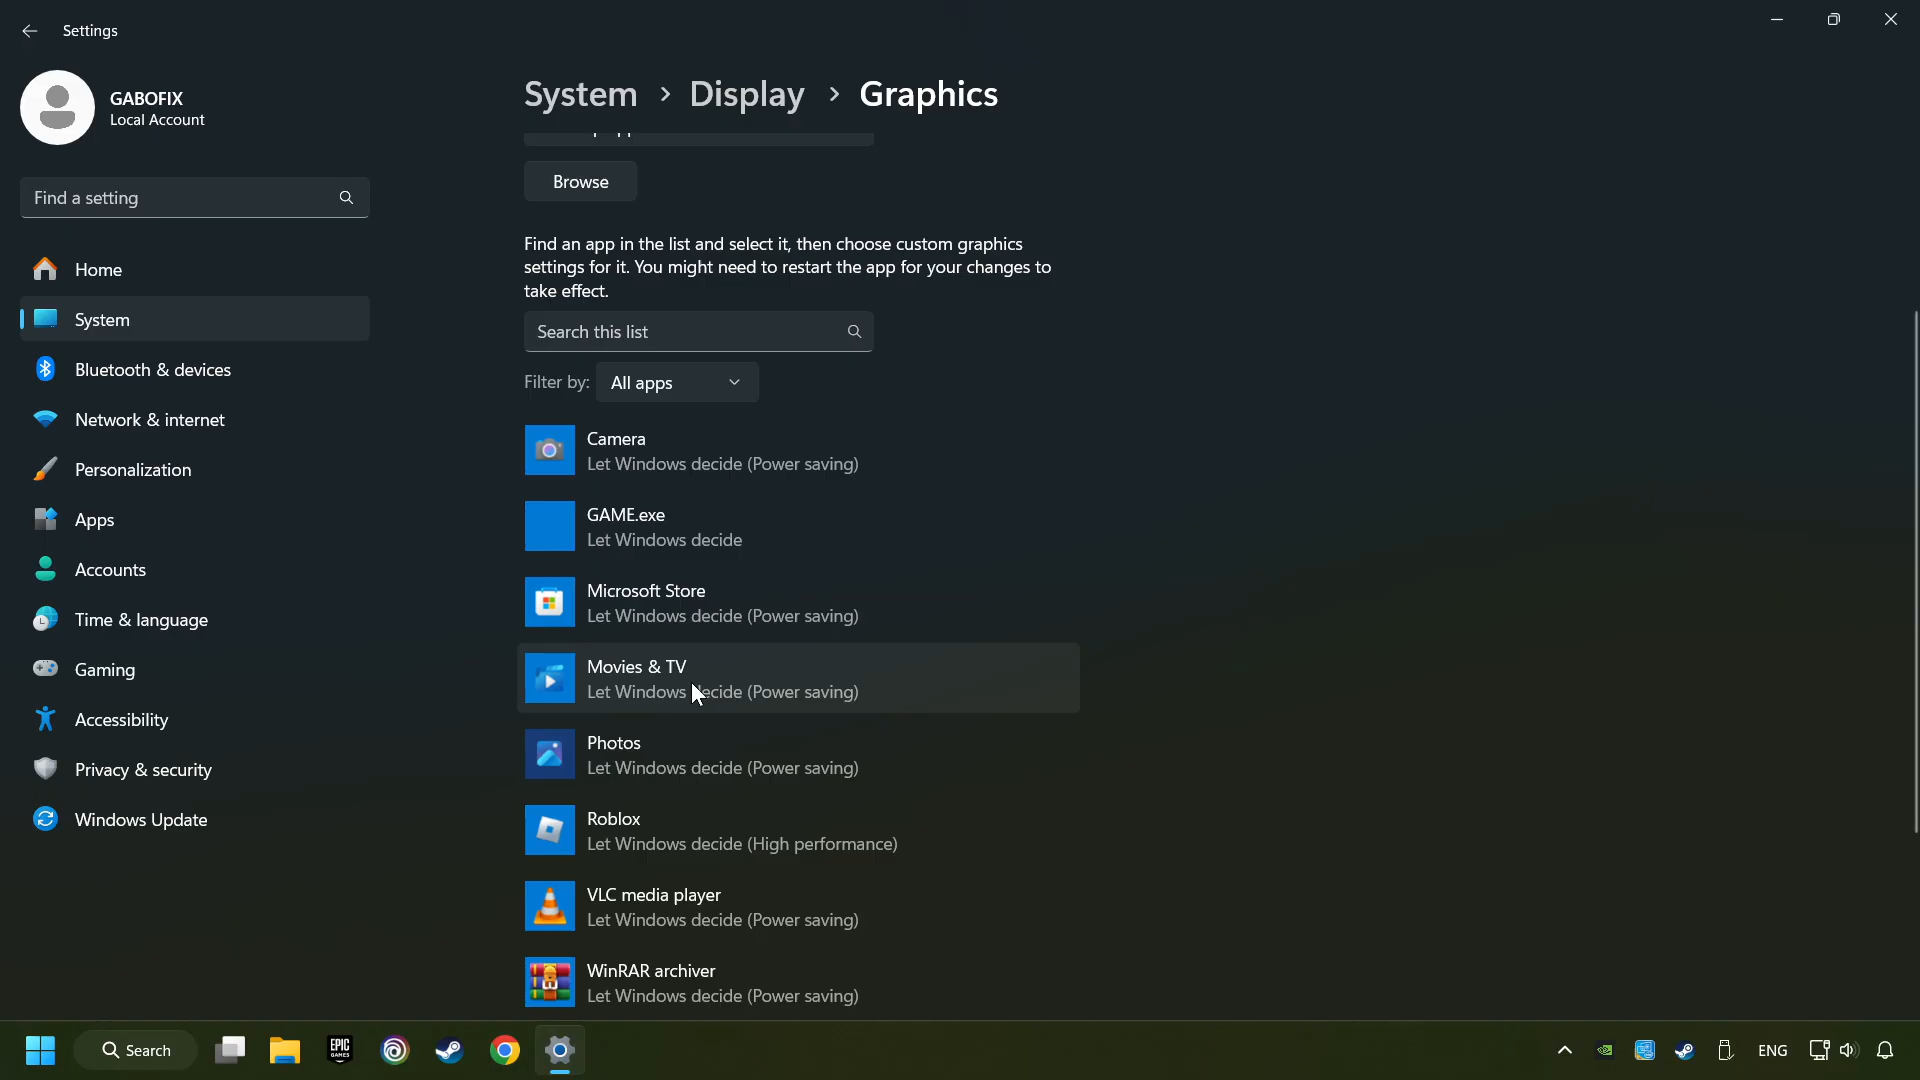 Settings
GABOFIX
Local Account
Find a setting
Home
System
Bluetooth & devices
Network & internet
Personalization
Apps
Accounts
Time & language
Gaming
Accessibility
Privacy & security
Windows Update
System > Display > Graphics
Browse
Find an app in the list and select it, then choose custom graphics
settings for it. You might need to restart the app for your changes to
take effect.
Search this list
Filter by: All apps
Camera
Let Windows decide (Power saving)
GAME.exe
Let Windows decide
Microsoft Store
Let Windows decide (Power saving)
Movies & TV
Let Windows decide (Power saving)
Photos
Let Windows decide (Power saving)
Roblox
Let Windows decide (High performance)
VLC media player
Let Windows decide (Power saving)
WinRAR archiver
Let Windows decide (Power saving)
Search
EPIC
GAMES
ENG